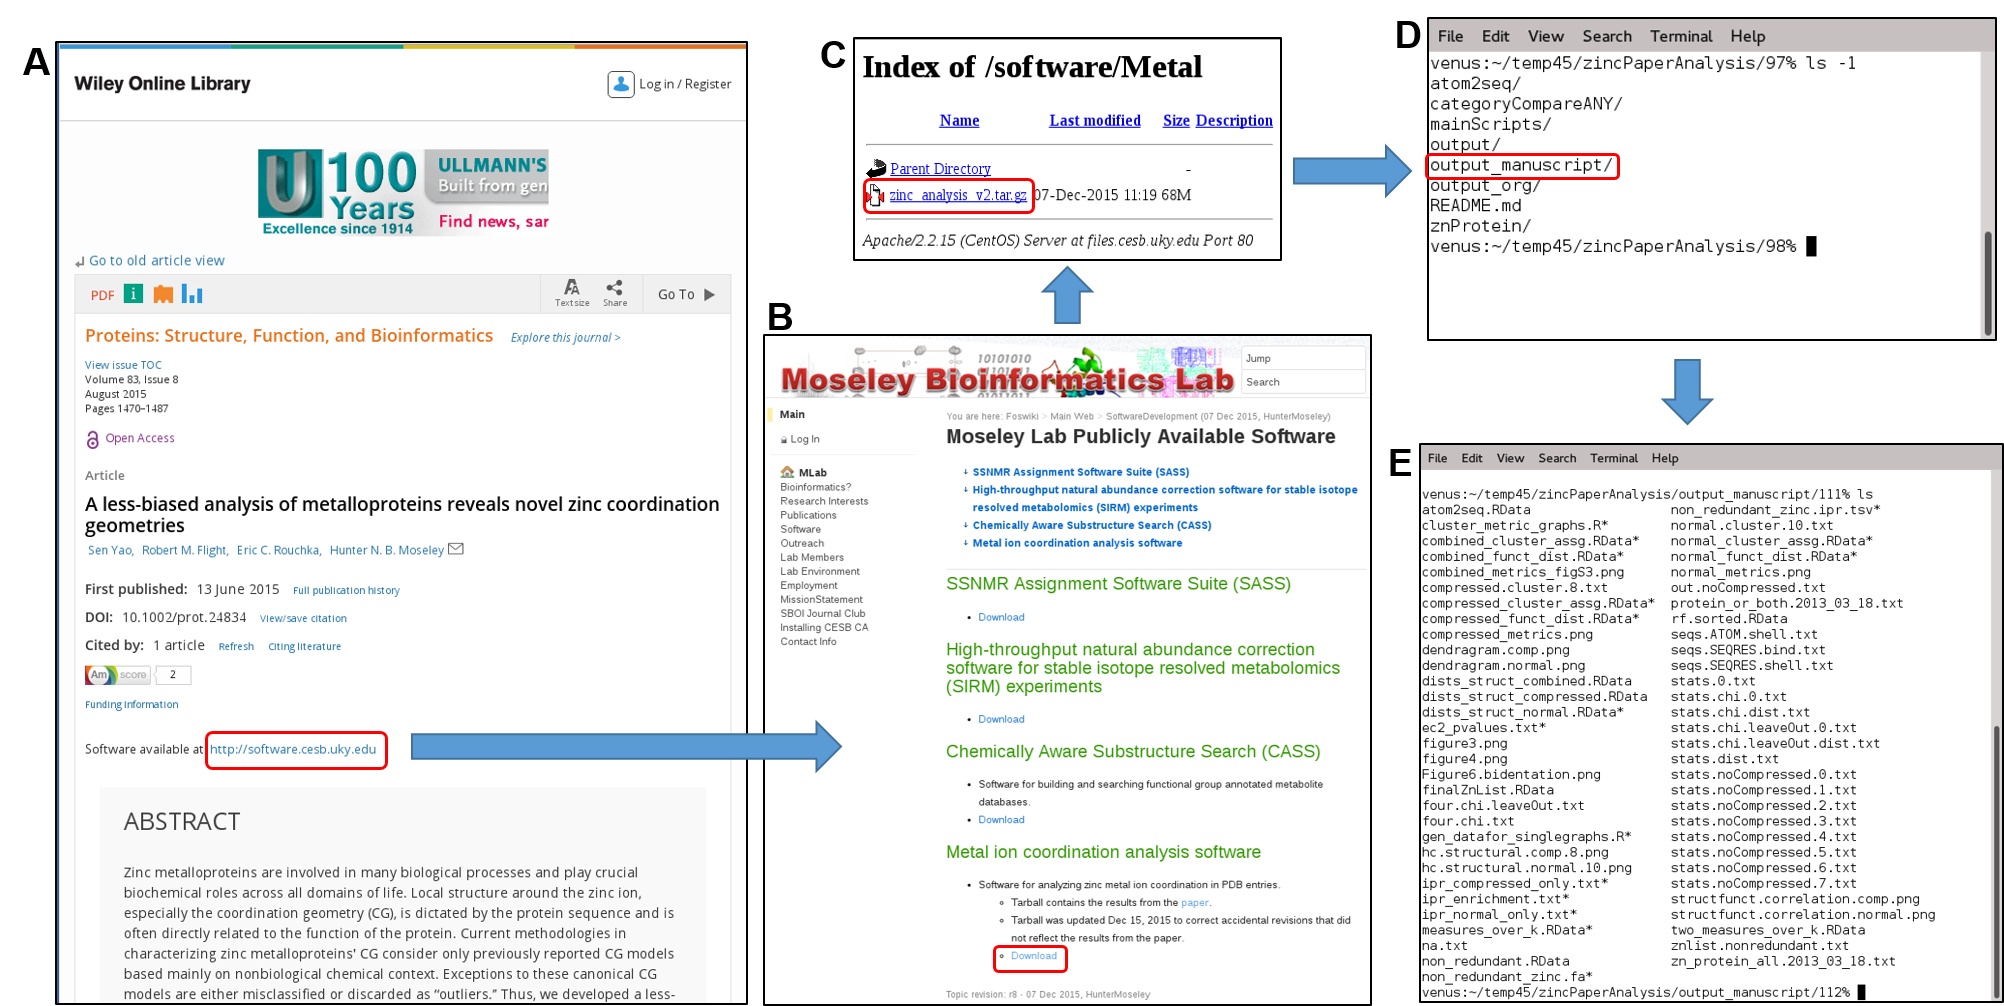 A
Wiley Online Library
Log in / Register
U 100
Years
Excellence since 1914
ULLMANN'S
Built from gen
Find news, sar
Go to old article view
PDF
Text size
Share
Go To
Proteins: Structure, Function, and Bioinformatics Explore this journal >
View issue TOC
Volume 83, Issue 8
August 2015
Pages 1470–1487
Open Access
Article
A less-biased analysis of metalloproteins reveals novel zinc coordination
geometries
Sen Yao, Robert M. Flight, Eric C. Rouchka, Hunter N. B. Moseley
First published: 13 June 2015 Full publication history
DOI: 10.1002/prot.24834 View/save citation
Cited by: 1 article Refresh Citing literature
Am score 2
Funding Information
Software available at http://software.cesb.uky.edu
ABSTRACT
Zinc metalloproteins are involved in many biological processes and play crucial
biochemical roles across all domains of life. Local structure around the zinc ion,
especially the coordination geometry (CG), is dictated by the protein sequence and is
often directly related to the function of the protein. Current methodologies in
characterizing zinc metalloproteins' CG consider only previously reported CG models
based mainly on nonbiological chemical context. Exceptions to these canonical CG
models are either misclassified or discarded as “outliers.” Thus, we developed a less-
B
10101010
Moseley Bioinformatics Lab
Jump
Search
Main
Log In
MLab
Bioinformatics?
Research Interests
Publications
Software
Outreach
Lab Members
Lab Environment
Employment
MissionStatement
SBOI Journal Club
Installing CESB CA
Contact Info
You are here: Foswiki > Main Web > SoftwareDevelopment (07 Dec 2015, HunterMoseley)
Moseley Lab Publicly Available Software
↓ SSNMR Assignment Software Suite (SASS)
↓ High-throughput natural abundance correction software for stable isotope
resolved metabolomics (SIRM) experiments
↓ Chemically Aware Substructure Search (CASS)
↓ Metal ion coordination analysis software
SSNMR Assignment Software Suite (SASS)
• Download
High-throughput natural abundance correction
software for stable isotope resolved metabolomics
(SIRM) experiments
• Download
Chemically Aware Substructure Search (CASS)
• Software for building and searching functional group annotated metabolite
databases.
• Download
Metal ion coordination analysis software
• Software for analyzing zinc metal ion coordination in PDB entries.
Tarball contains the results from the paper.
Tarball was updated Dec 15, 2015 to correct accidental revisions that did
not reflect the results from the paper.
Download
Topic revision: r8 - 07 Dec 2015, HunterMoseley
C
Index of /software/Metal
Name Last modified Size Description
Parent Directory -
zinc_analysis_v2.tar.gz 07-Dec-2015 11:19 68M
Apache/2.2.15 (CentOS) Server at files.cesb.uky.edu Port 80
D
File Edit View Search Terminal Help
venus:~/temp45/zincPaperAnalysis/97% ls -1
atom2seq/
categoryCompareANY/
mainScripts/
output/
output_manuscript/
output_org/
README.md
znProtein/
venus:~/temp45/zincPaperAnalysis/98%
E
File Edit View Search Terminal Help
venus:~/temp45/zincPaperAnalysis/output_manuscript/111% ls
atom2seq.RData non_redundant_zinc.ipr.tsv*
cluster_metric_graphs.R* normal.cluster.10.txt
combined_cluster_assg.RData* normal_cluster_assg.RData*
combined_funct_dist.RData* normal_funct_dist.RData*
combined_metrics_figS3.png normal_metrics.png
compressed.cluster.8.txt out.noCompressed.txt
compressed_cluster_assg.RData* protein_or_both.2013_03_18.txt
compressed_funct_dist.RData* rf.sorted.RData
compressed_metrics.png seqs.ATOM.shell.txt
dendragram.comp.png seqs.SEQRES.bind.txt
dendragram.normal.png seqs.SEQRES.shell.txt
dists_struct_combined.RData stats.0.txt
dists_struct_compressed.RData stats.chi.0.txt
dists_struct_normal.RData* stats.chi.dist.txt
ec2_pvalues.txt* stats.chi.leaveOut.0.txt
figure3.png stats.chi.leaveOut.dist.txt
figure4.png stats.dist.txt
Figure6.bidentation.png stats.noCompressed.0.txt
finalZnList.RData stats.noCompressed.1.txt
four.chi.leaveOut.txt stats.noCompressed.2.txt
four.chi.txt stats.noCompressed.3.txt
gen_datafor_singlegraphs.R* stats.noCompressed.4.txt
hc.structural.comp.8.png stats.noCompressed.5.txt
hc.structural.normal.10.png stats.noCompressed.6.txt
ipr_compressed_only.txt* stats.noCompressed.7.txt
ipr_enrichment.txt* structfunct.correlation.comp.png
ipr_normal_only.txt* structfunct.correlation.normal.png
measures_over_k.RData* two_measures_over_k.RData
na.txt znlist.nonredundant.txt
non_redundant.RData zn_protein_all.2013_03_18.txt
non_redundant_zinc.fa*
venus:~/temp45/zincPaperAnalysis/output_manuscript/112%